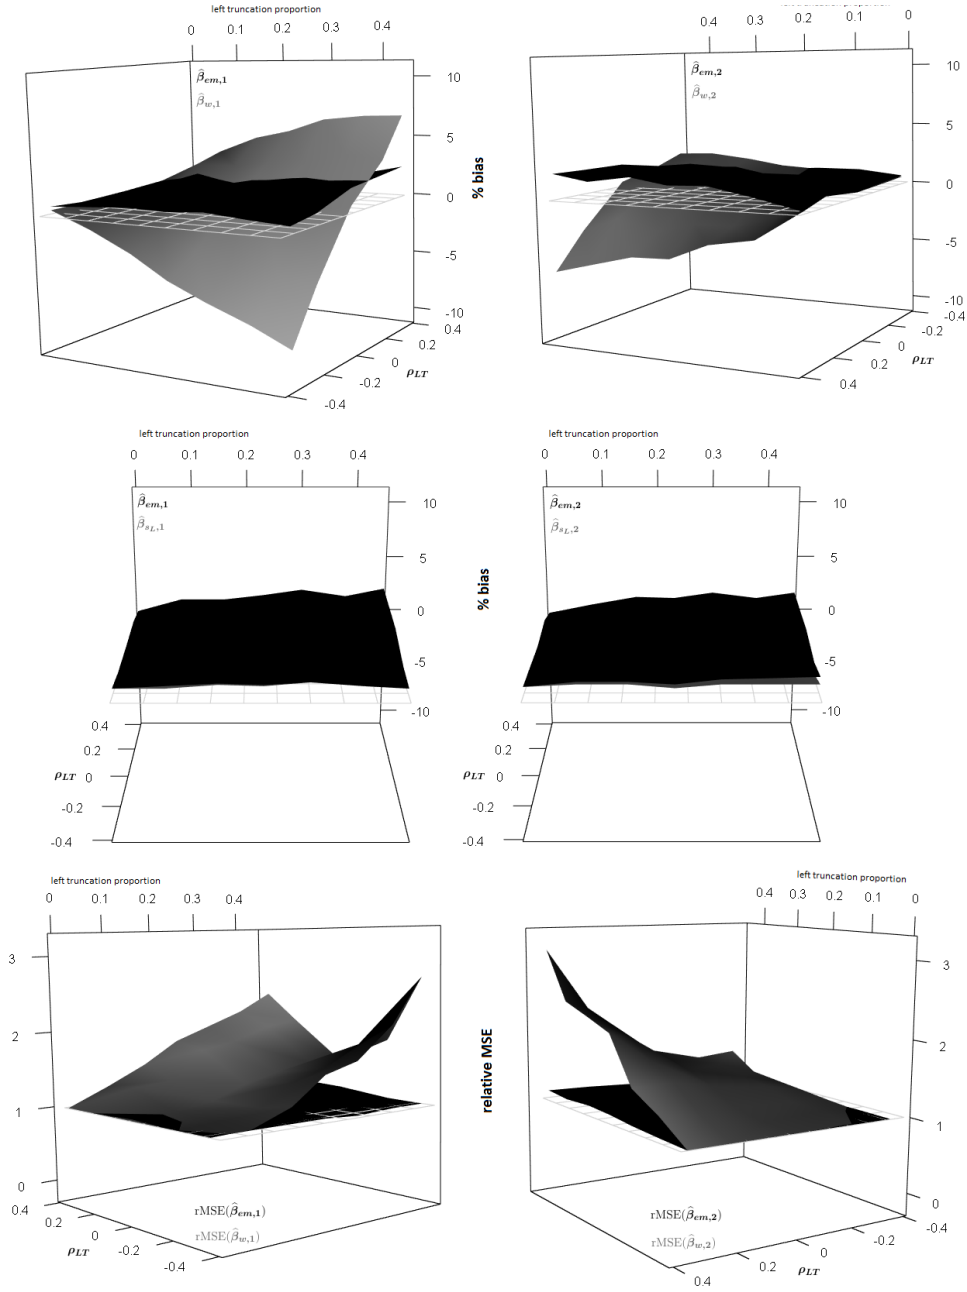 left truncation proportion
0 0.1 0.2 0.3 0.4
β̂em,1
β̂w,1
10
5
0
-5
-10
% bias
0.4
0.2
0
-0.2
-0.4
ρLT
left truncation proportion
0.4 0.3 0.2 0.1 0
β̂em,2
β̂w,2
10
5
0
-5
-10
-0.4
-0.2
0
0.2
0.4
ρLT
left truncation proportion
0 0.1 0.2 0.3 0.4
β̂em,1
β̂sL,1
10
5
0
-5
-10
% bias
0.4
0.2
ρLT 0
-0.2
-0.4
left truncation proportion
0 0.1 0.2 0.3 0.4
β̂em,2
β̂sL,2
10
5
0
-5
-10
0.4
0.2
ρLT 0
-0.2
-0.4
left truncation proportion
0 0.1 0.2 0.3 0.4
3
2
1
0
relative MSE
0.4
0.2
0
-0.2
-0.4
ρLT
rMSE(β̂em,1)
rMSE(β̂w,1)
left truncation proportion
0.4 0.3 0.2 0.1 0
3
2
1
0
-0.4
-0.2
0
0.2
0.4
ρLT
rMSE(β̂em,2)
rMSE(β̂w,2)